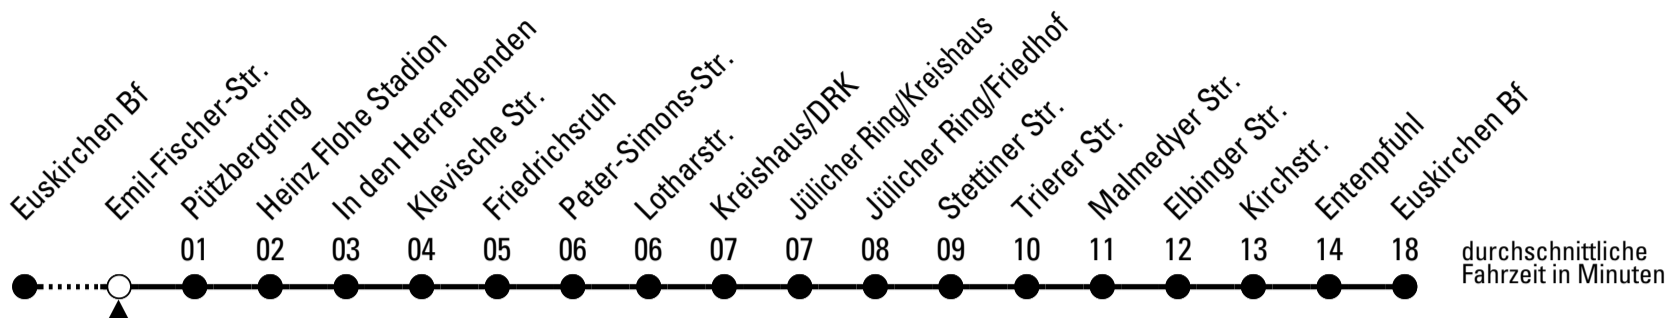 Euskirchen Bf
Emil-Fischer-Str.
Pützbergring
Heinz Flohe Stadion
In den Herrenbenden
Klevische Str.
Friedrichsruh
Peter-Simons-Str.
Lotharstr.
Kreishaus/DRK
Jülicher Ring/Kreishaus
Jülicher Ring/Friedhof
Stettiner Str.
Trierer Str.
Malmedyer Str.
Elbinger Str.
Kirchstr.
Entenpfuhl
Euskirchen Bf
01 02 03 04 05 06 06 07 07 08 09 10 11 12 13 14 18
durchschnittliche
Fahrzeit in Minuten